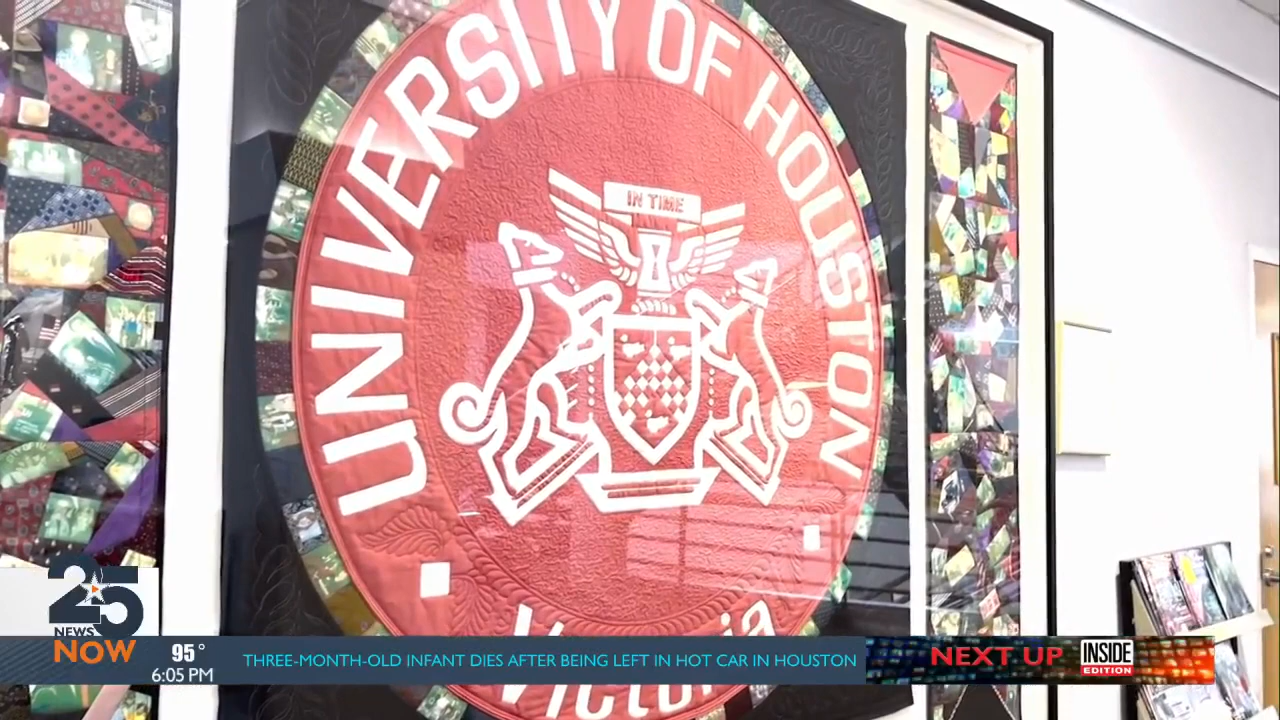 UNIVERSITY OF HOUSTON
IN TIME
Victoria
25
NEWS
NOW
95°
6:05 PM
THREE-MONTH-OLD INFANT DIES AFTER BEING LEFT IN HOT CAR IN HOUSTON
NEXT UP
INSIDE
EDITION